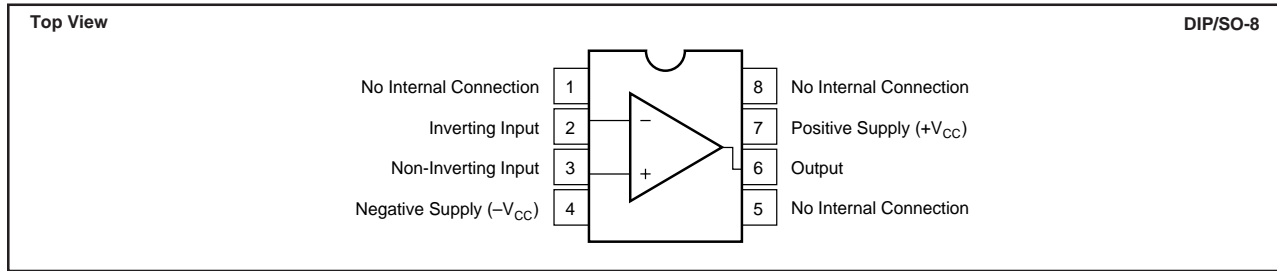 Top View
DIP/SO-8
No Internal Connection 1
8 No Internal Connection
Inverting Input 2
−
7 Positive Supply (+VCC)
Non-Inverting Input 3
+
6 Output
Negative Supply (–VCC) 4
5 No Internal Connection